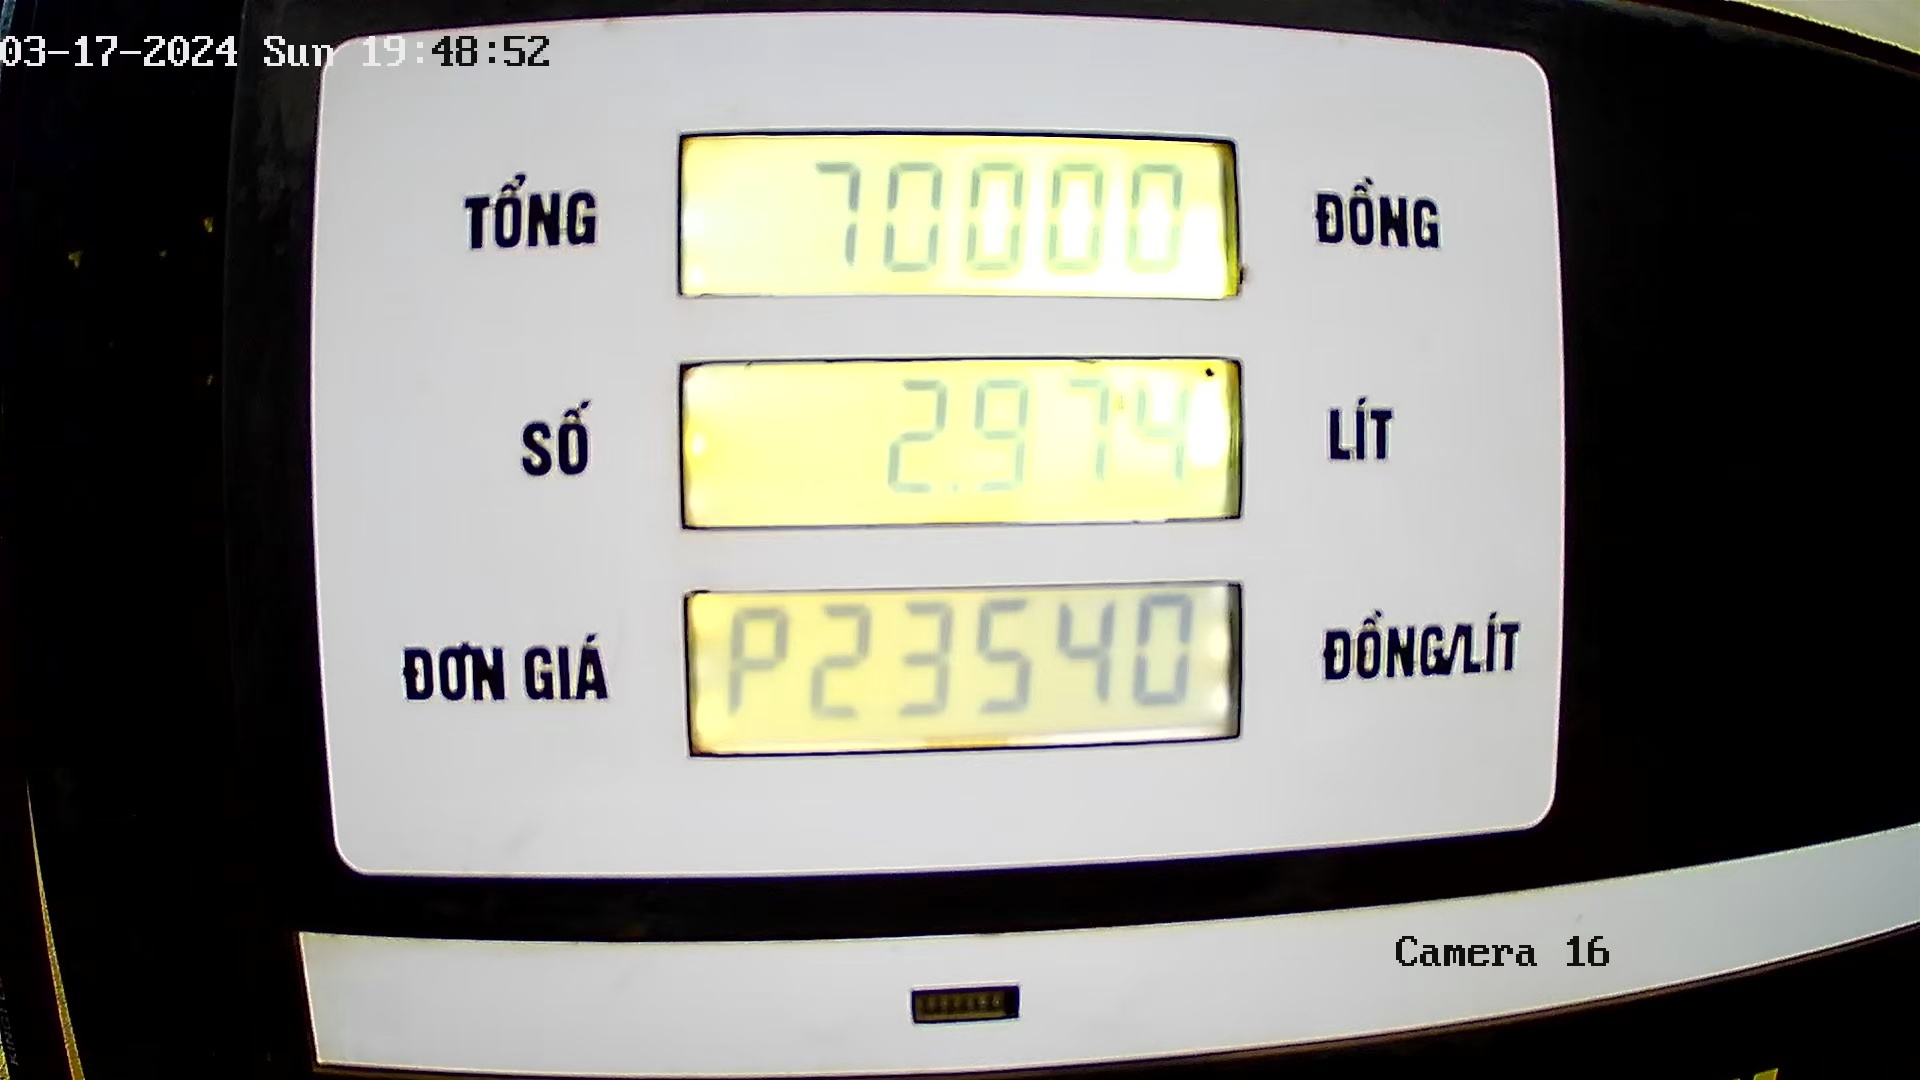 03-17-2024 Sun 19:48:52
TỔNG 70000 ĐỒNG
SỐ 2.974 LÍT
ĐƠN GIÁ P23540 ĐỒNG/LÍT
Camera 16